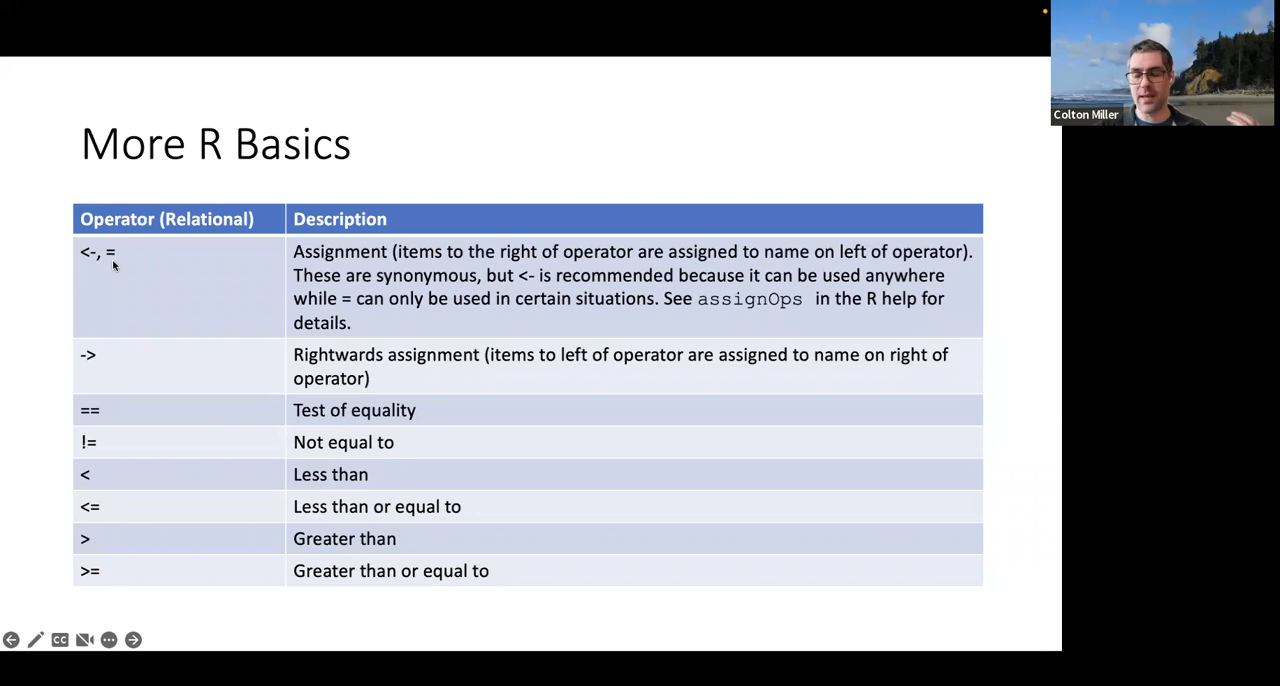 Colton Miller
More R Basics
Operator (Relational) Description
<-, = Assignment (items to the right of operator are assigned to name on left of operator).
These are synonymous, but <- is recommended because it can be used anywhere
while = can only be used in certain situations. See assignOps in the R help for
details.
-> Rightwards assignment (items to left of operator are assigned to name on right of
operator)
== Test of equality
!= Not equal to
< Less than
<= Less than or equal to
> Greater than
>= Greater than or equal to
CC